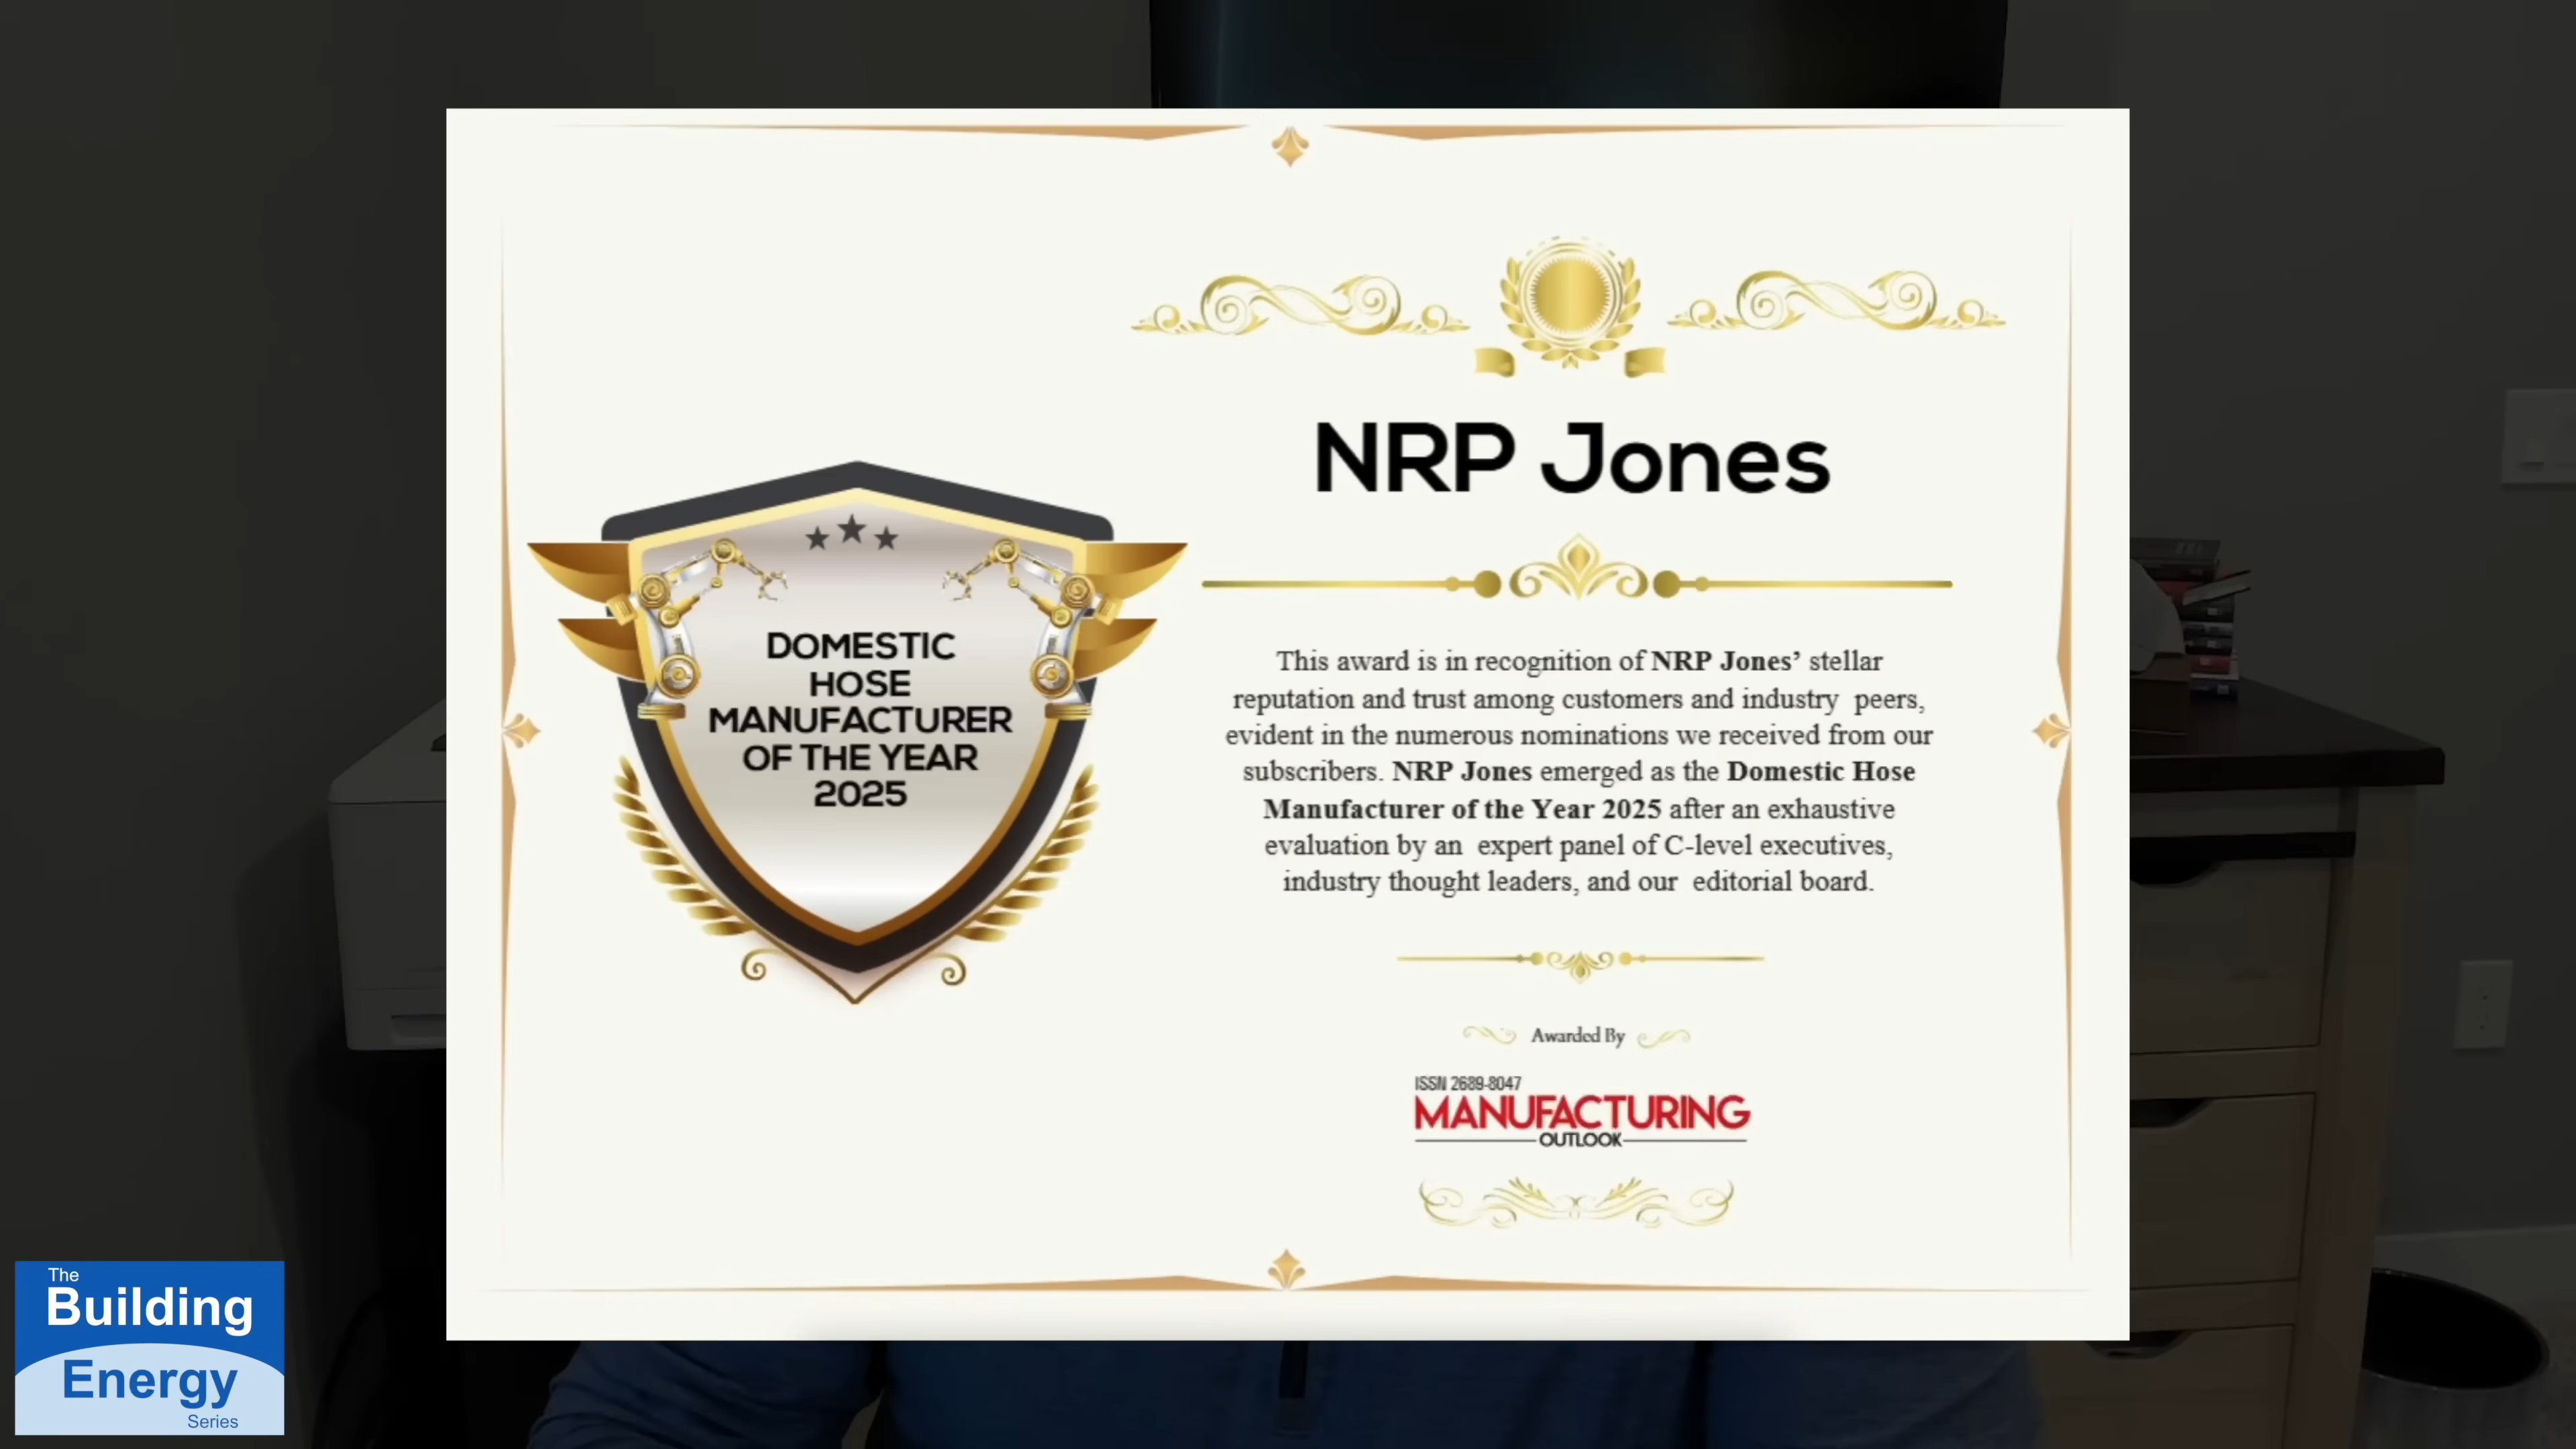 NRP Jones
DOMESTIC
HOSE
MANUFACTURER
OF THE YEAR
2025
This award is in recognition of NRP Jones’ stellar
reputation and trust among customers and industry peers,
evident in the numerous nominations we received from our
subscribers. NRP Jones emerged as the Domestic Hose
Manufacturer of the Year 2025 after an exhaustive
evaluation by an expert panel of C-level executives,
industry thought leaders, and our editorial board.
Awarded By
ISSN 2689-8047
MANUFACTURING
OUTLOOK
The
Building
Energy
Series